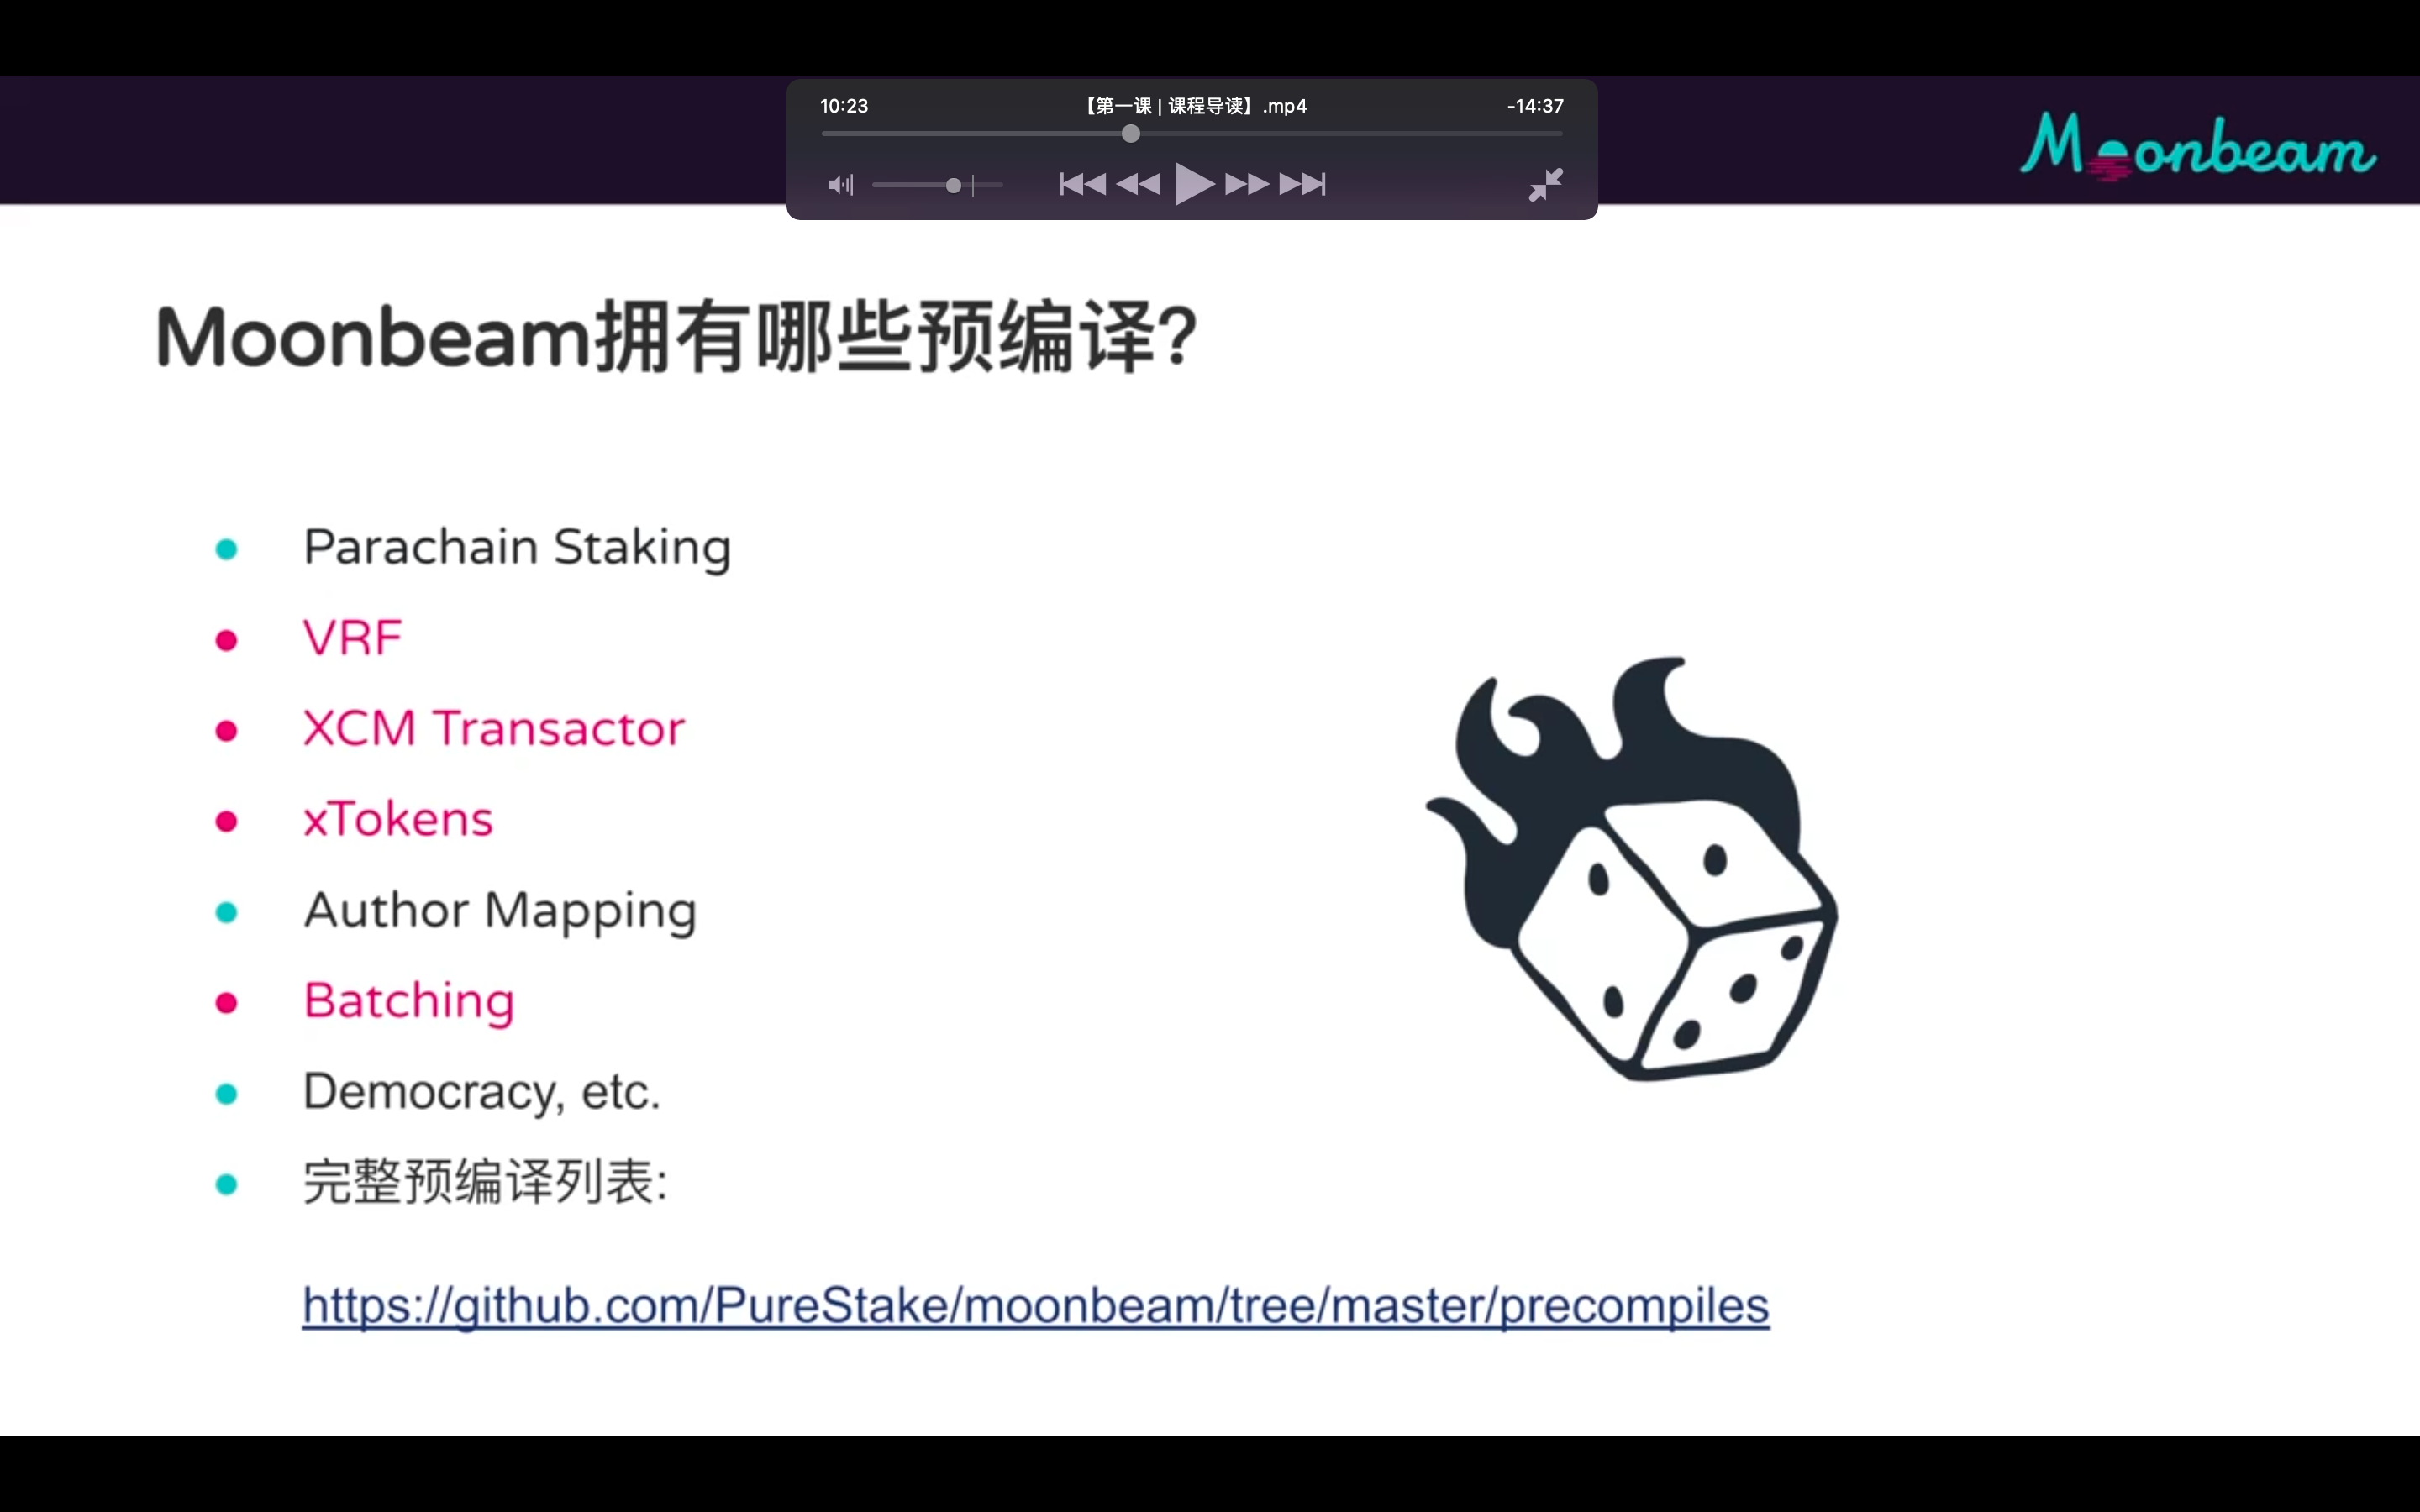 10:23
【第一课 | 课程导读】.mp4
-14:37
Moonbeam
Moonbeam拥有哪些预编译?
Parachain Staking
VRF
XCM Transactor
xTokens
Author Mapping
Batching
Democracy, etc.
完整预编译列表:
https://github.com/PureStake/moonbeam/tree/master/precompiles